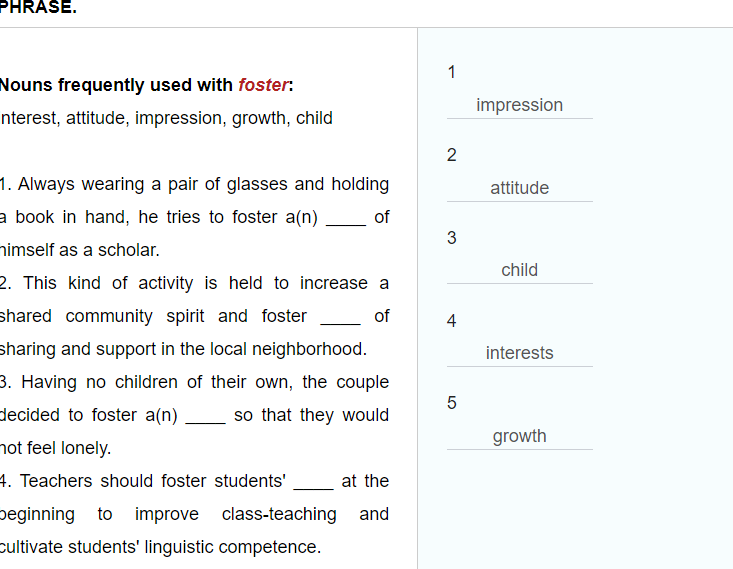 PHRASE.
Nouns frequently used with foster:
nterest, attitude, impression, growth, child
1. Always wearing a pair of glasses and holding
a book in hand, he tries to foster a(n) ____ of
himself as a scholar.
2. This kind of activity is held to increase a
shared community spirit and foster ____ of
sharing and support in the local neighborhood.
3. Having no children of their own, the couple
decided to foster a(n) ____ so that they would
not feel lonely.
4. Teachers should foster students' ____ at the
beginning to improve class-teaching and
cultivate students' linguistic competence.
1
impression
2
attitude
3
child
4
interests
5
growth